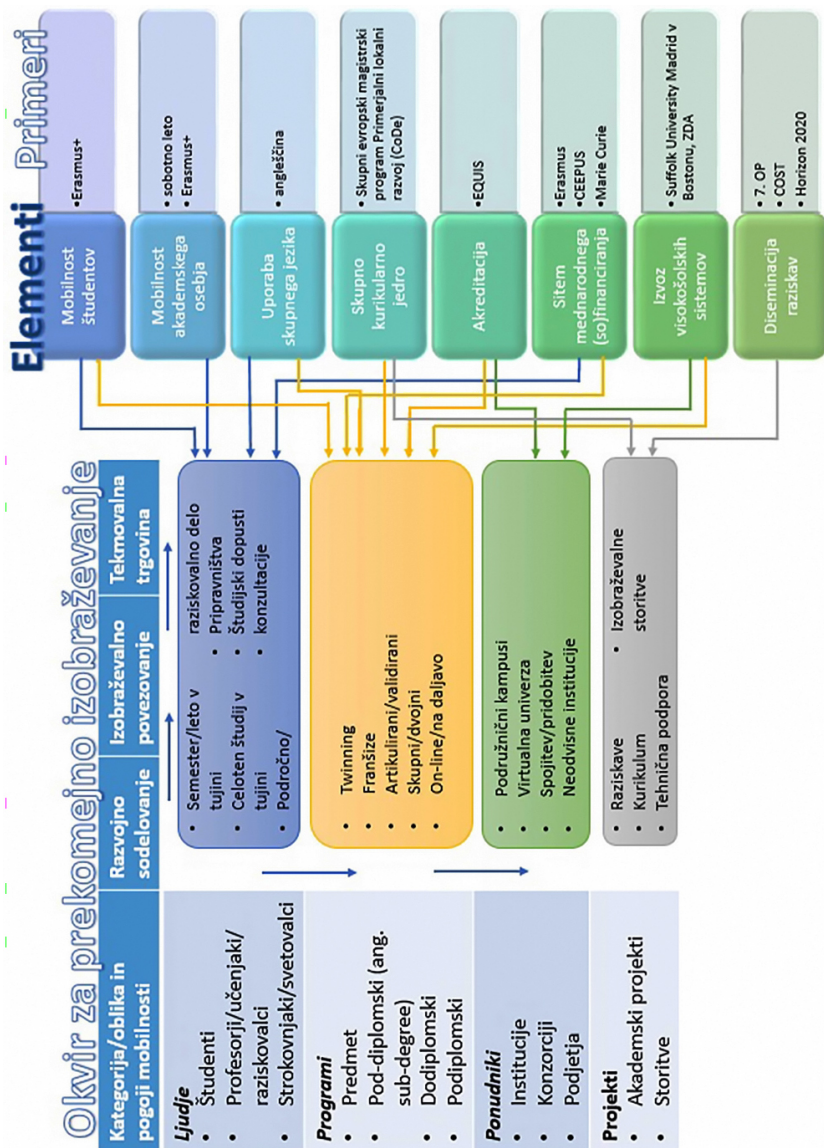 Okvir za prekomejno izobraževanje
Kategorija/oblika in
pogoji mobilnosti
Razvojno
sodelovanje
Izobraževalno
povezovanje
Tekmovalna
trgovina
Ljudje
• Študenti
• Profesorji/učenjaki/
raziskovalci
• Strokovnjaki/svetovalci
• Semester/leto v
tujini
• Celoten študij v
tujini
• Področno/
raziskovalno delo
• Pripravništva
• Študijski dopusti
• konzultacije
Programi
• Predmet
• Pod-diplomski (ang.
sub-degree)
• Dodiplomski
• Podiplomski
• Twinning
• Franšize
• Artikulirani/validirani
• Skupni/dvojni
• On-line/na daljavo
Ponudniki
• Institucije
• Konzorciji
• Podjetja
• Podružnični kampusi
• Virtualna univerza
• Spojitev/pridobitev
• Neodvisne institucije
Projekti
• Akademski projekti
• Storitve
• Raziskave
• Kurikulum
• Tehnična podpora
• Izobraževalne
storitve
Elementi Primeri
Mobilnost
študentov
•Erasmus+
Mobilnost
akademskega
osebja
• sobotno leto
• Erasmus+
Uporaba
skupnega jezika
•angleščina
Skupno
kurikularno
jedro
• Skupni evropski magistrski
program Primerjalni lokalni
razvoj (CoDe)
Akreditacija
•EQUIS
Sitem
mednarodnega
(so)financiranja
•Erasmus
•CEEPUS
•Marie Curie
Izvoz
visokošolskih
sistemov
•Suffolk University Madrid v
Bostonu, ZDA
Diseminacija
raziskav
• 7. OP
• COST
• Horizon 2020